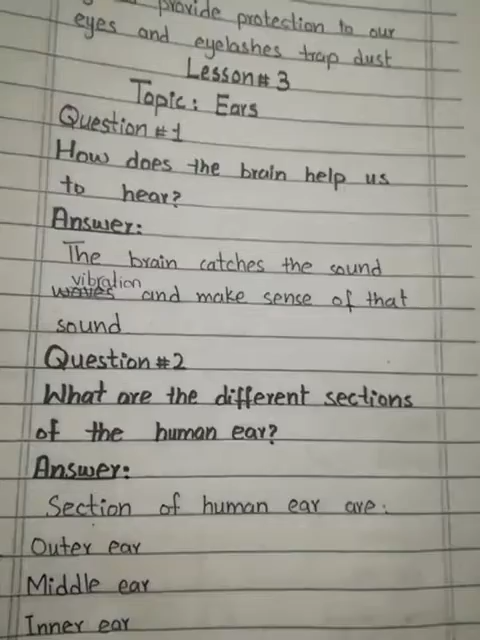 provide protection to our
eyes and eyelashes trap dust
Lesson# 3
Topic: Ears
Question #1
How does the brain help us
to hear?
Answer:
The brain catches the sound
vibration
waves and make sense of that
sound
Question #2
What are the different sections
of the human ear?
Answer:
Section of human ear are.
Outer ear
Middle ear
Inner ear